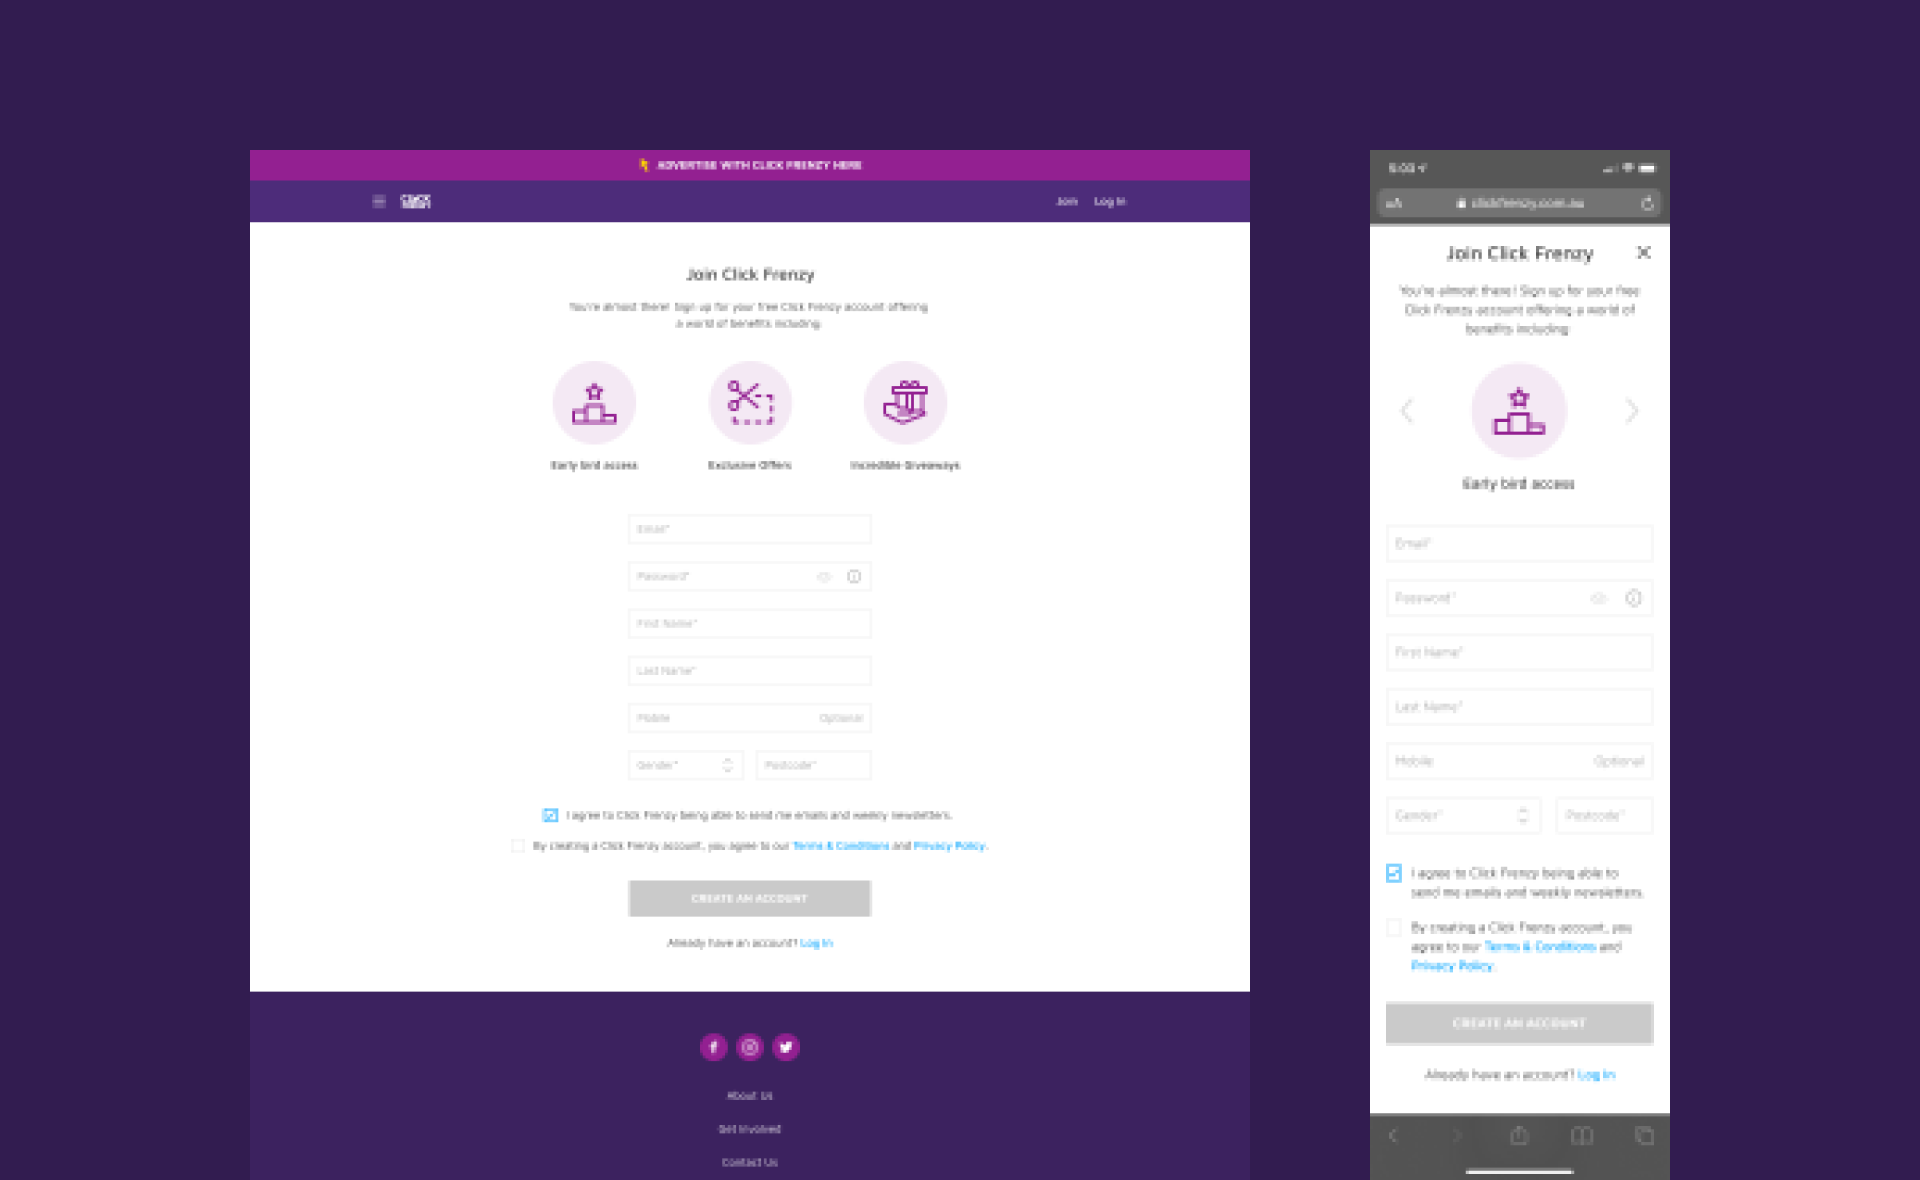 ADVERTISE WITH CLICK FRENZY HERE
CLICK
Join
Log In
Join Click Frenzy
You're almost there! Sign up for your free Click Frenzy account offering
a world of benefits including:
Early bird access
Exclusive Offers
Incredible Giveaways
Email*
Password*
First Name*
Last Name*
Mobile Optional
Gender* Postcode*
I agree to Click Frenzy being able to send me emails and weekly newsletters.
By creating a Click Frenzy account, you agree to our Terms & Conditions and Privacy Policy.
CREATE AN ACCOUNT
Already have an account? Log In
About Us
Get Involved
Contact Us
AA clickfrenzy.com.au
Join Click Frenzy
You're almost there! Sign up for your free
Click Frenzy account offering a world of
benefits including:
Early bird access
Email*
Password*
First Name*
Last Name*
Mobile Optional
Gender* Postcode*
I agree to Click Frenzy being able to
send me emails and weekly newsletters.
By creating a Click Frenzy account, you
agree to our Terms & Conditions and
Privacy Policy.
CREATE AN ACCOUNT
Already have an account? Log In